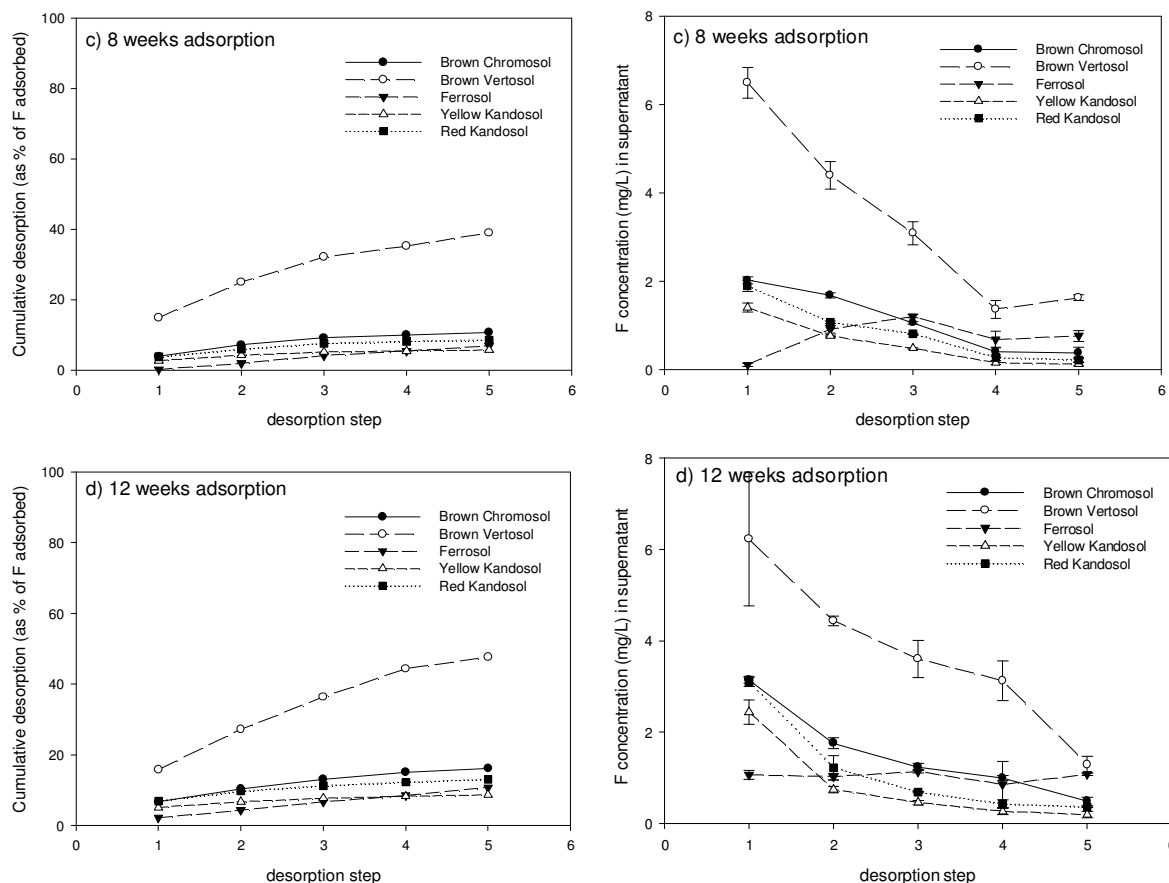 c) 8 weeks adsorption
Brown Chromosol
Brown Vertosol
Ferrosol
Yellow Kandosol
Red Kandosol
Cumulative desorption (as % of F adsorbed)
100
80
60
40
20
0
0 1 2 3 4 5 6
desorption step
c) 8 weeks adsorption
Brown Chromosol
Brown Vertosol
Ferrosol
Yellow Kandosol
Red Kandosol
F concentration (mg/L) in supernatant
8
6
4
2
0
0 1 2 3 4 5 6
desorption step
d) 12 weeks adsorption
Brown Chromosol
Brown Vertosol
Ferrosol
Yellow Kandosol
Red Kandosol
Cumulative desorption (as % of F adsorbed)
100
80
60
40
20
0
0 1 2 3 4 5 6
desorption step
d) 12 weeks adsorption
Brown Chromosol
Brown Vertosol
Ferrosol
Yellow Kandosol
Red Kandosol
F concentration (mg/L) in supernatant
8
6
4
2
0
0 1 2 3 4 5 6
desorption step